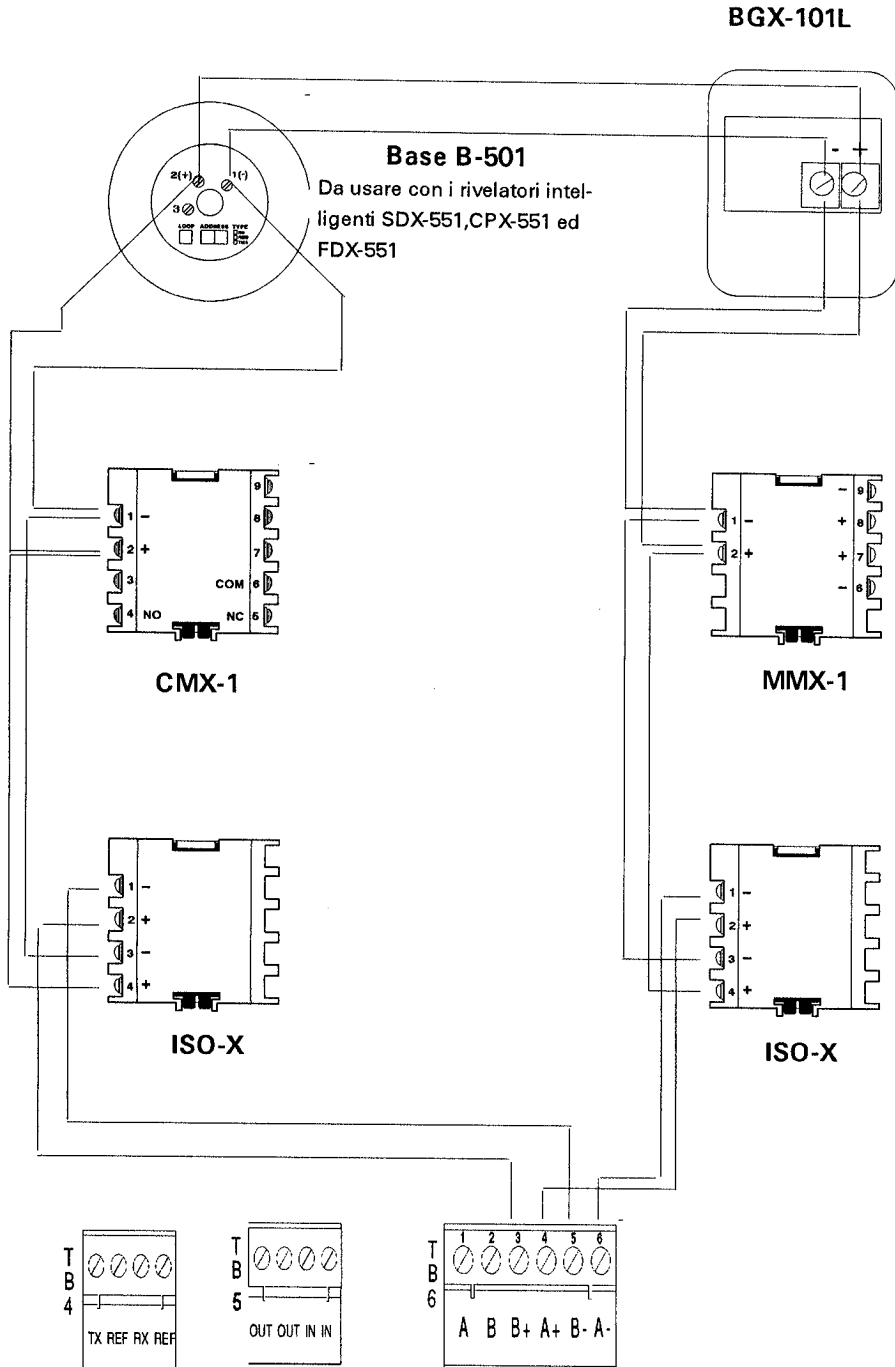 BGX-101L
- +
2(+) 1(-)
3
LOOP ADDRESS TYPE
Base B-501
Da usare con i rivelatori intel-
ligenti SDX-551,CPX-551 ed
FDX-551
1 -
2 +
3
4 NO
9
8
7
COM 6
NC 5
CMX-1
1 -
2 +
- 9
+ 8
+ 7
- 6
MMX-1
1 -
2 +
3 -
4 +
ISO-X
1 -
2 +
3 -
4 +
ISO-X
TB4
TX REF RX REF
TB5
OUT OUT IN IN
TB6
1 2 3 4 5 6
A B B+ A+ B- A-